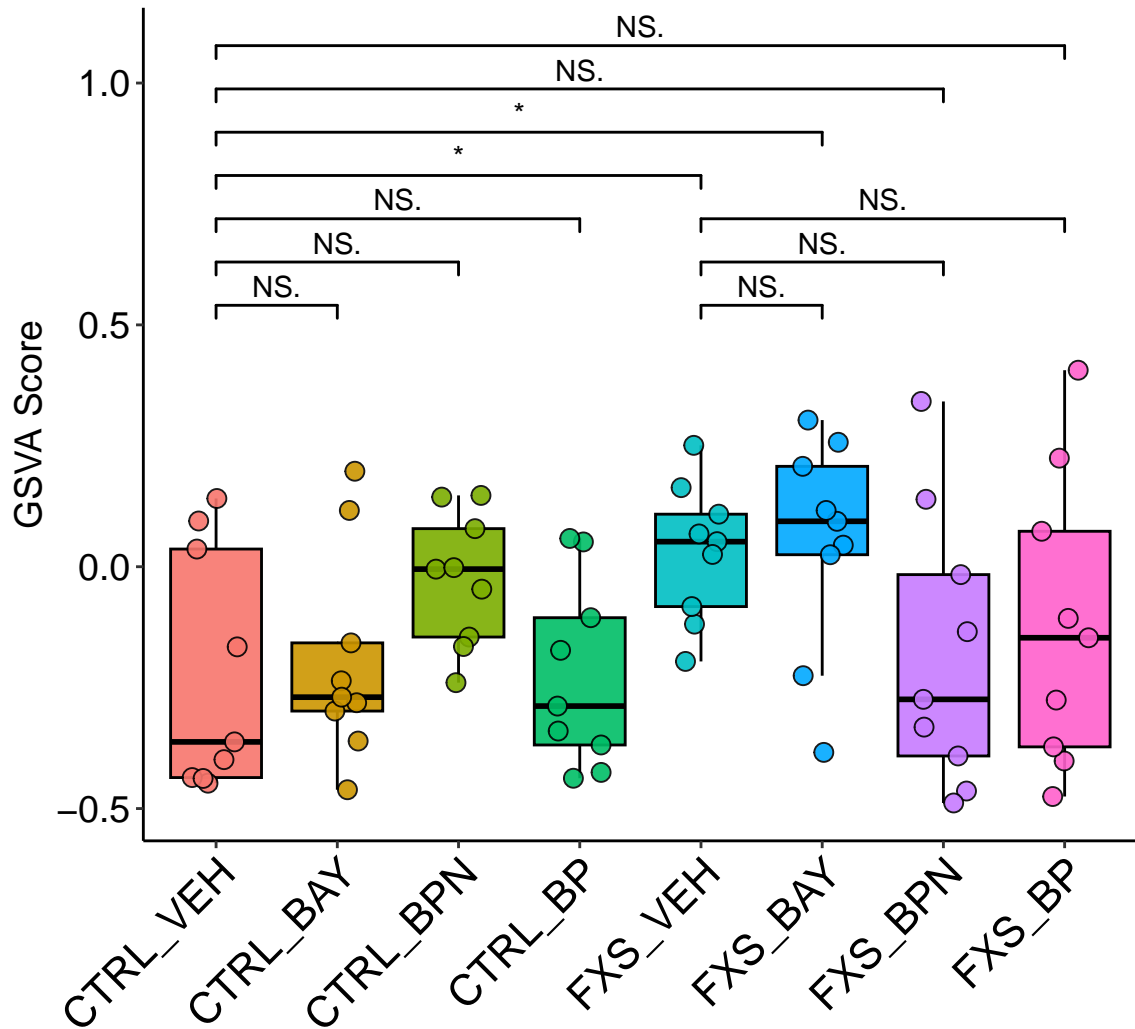 NS.
1.0
NS.
*
*
NS.
NS.
NS.
NS.
NS.
NS.
0.5
GSVA Score
0.0
−0.5
CTRL_VEH
CTRL_BAY
CTRL_BPN
CTRL_BP
FXS_VEH
FXS_BAY
FXS_BPN
FXS_BP